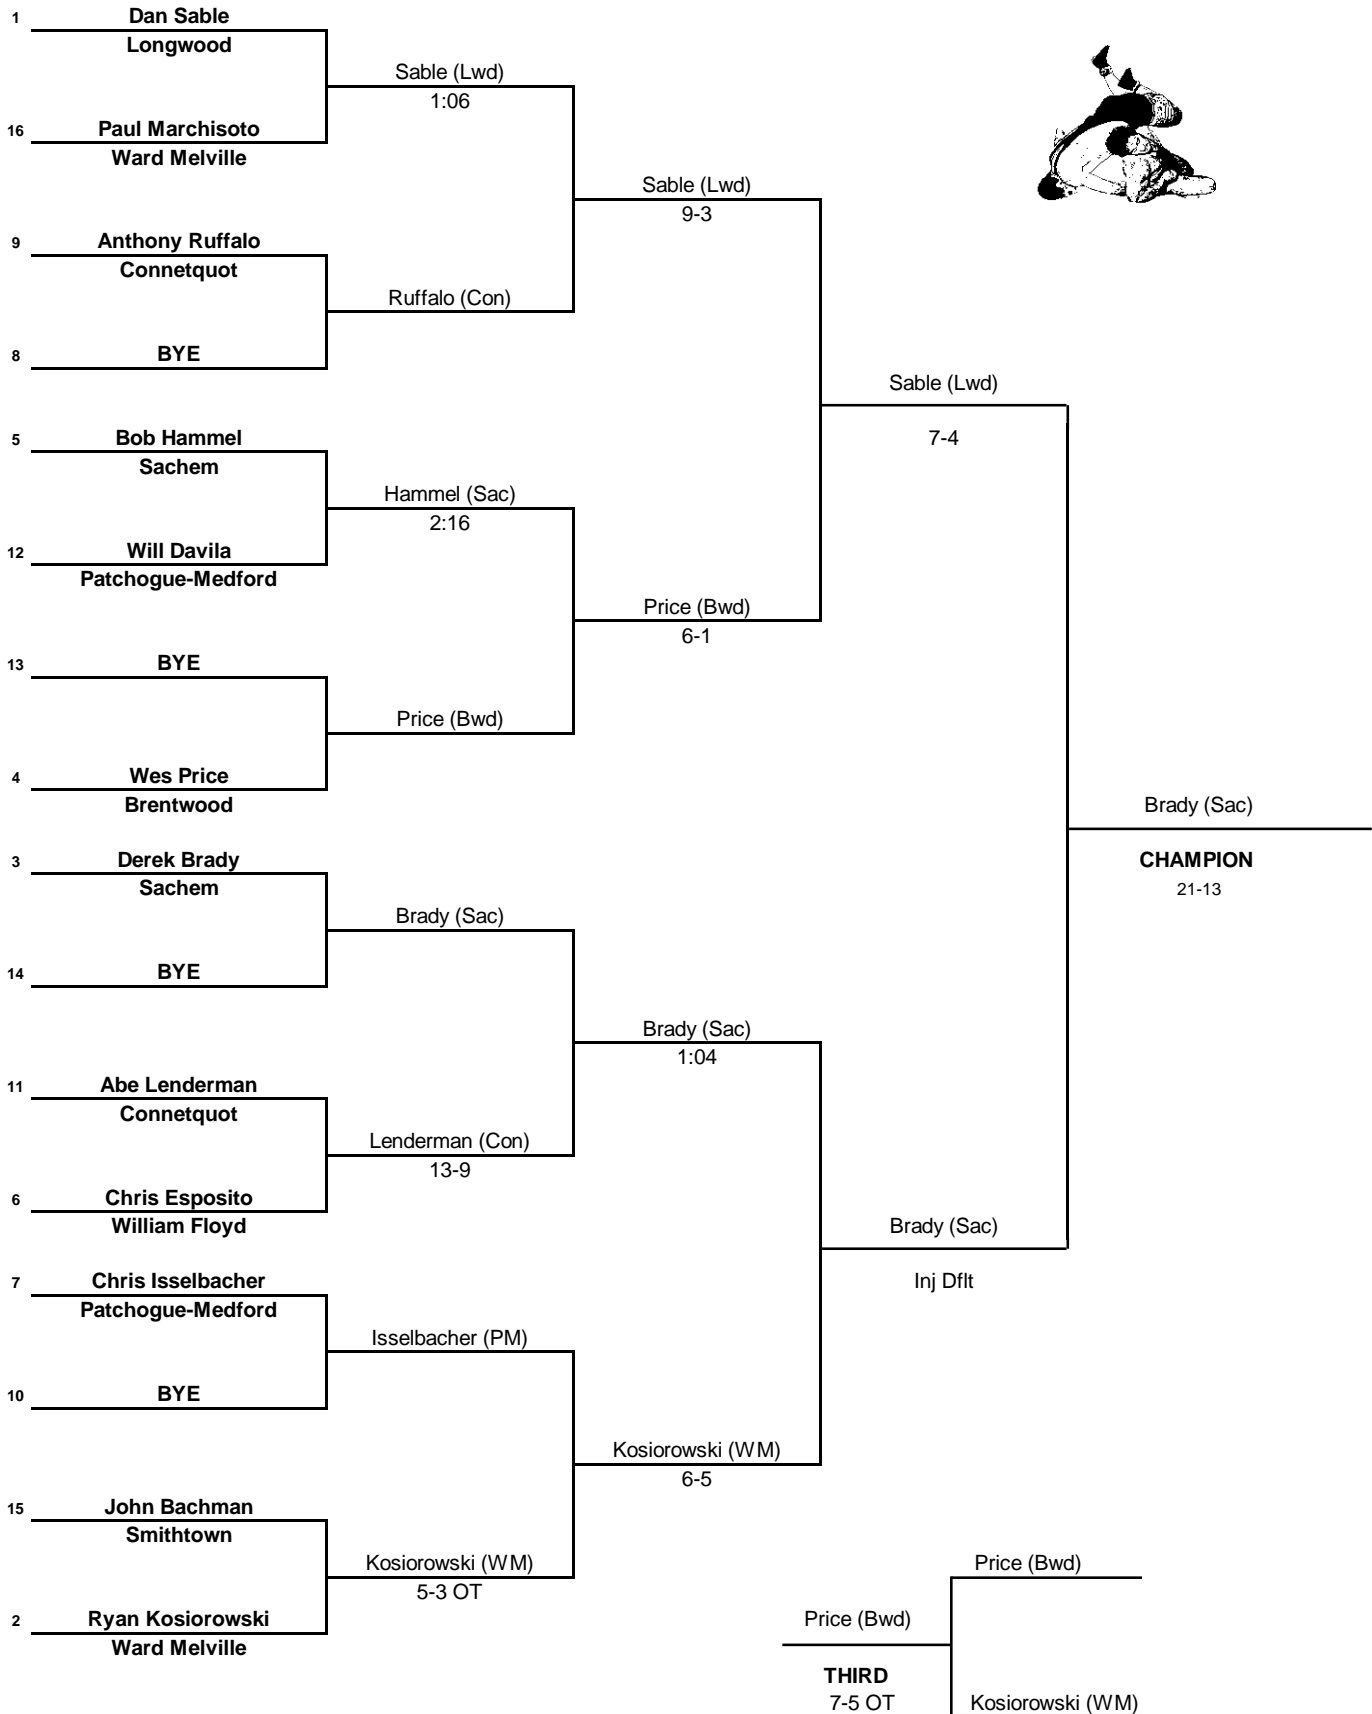 1 Dan Sable
Longwood
Sable (Lwd)
1:06
16 Paul Marchisoto
Ward Melville
Sable (Lwd)
9-3
9 Anthony Ruffalo
Connetquot
Ruffalo (Con)
8 BYE
Sable (Lwd)
7-4
5 Bob Hammel
Sachem
Hammel (Sac)
2:16
12 Will Davila
Patchogue-Medford
Price (Bwd)
6-1
13 BYE
Price (Bwd)
4 Wes Price
Brentwood
Brady (Sac)
CHAMPION
21-13
3 Derek Brady
Sachem
Brady (Sac)
14 BYE
Brady (Sac)
1:04
11 Abe Lenderman
Connetquot
Lenderman (Con)
13-9
6 Chris Esposito
William Floyd
Brady (Sac)
Inj Dflt
7 Chris Isselbacher
Patchogue-Medford
Isselbacher (PM)
10 BYE
Kosiorowski (WM)
6-5
15 John Bachman
Smithtown
Kosiorowski (WM)
5-3 OT
2 Ryan Kosiorowski
Ward Melville
Price (Bwd)
Price (Bwd)
THIRD
7-5 OT
Kosiorowski (WM)